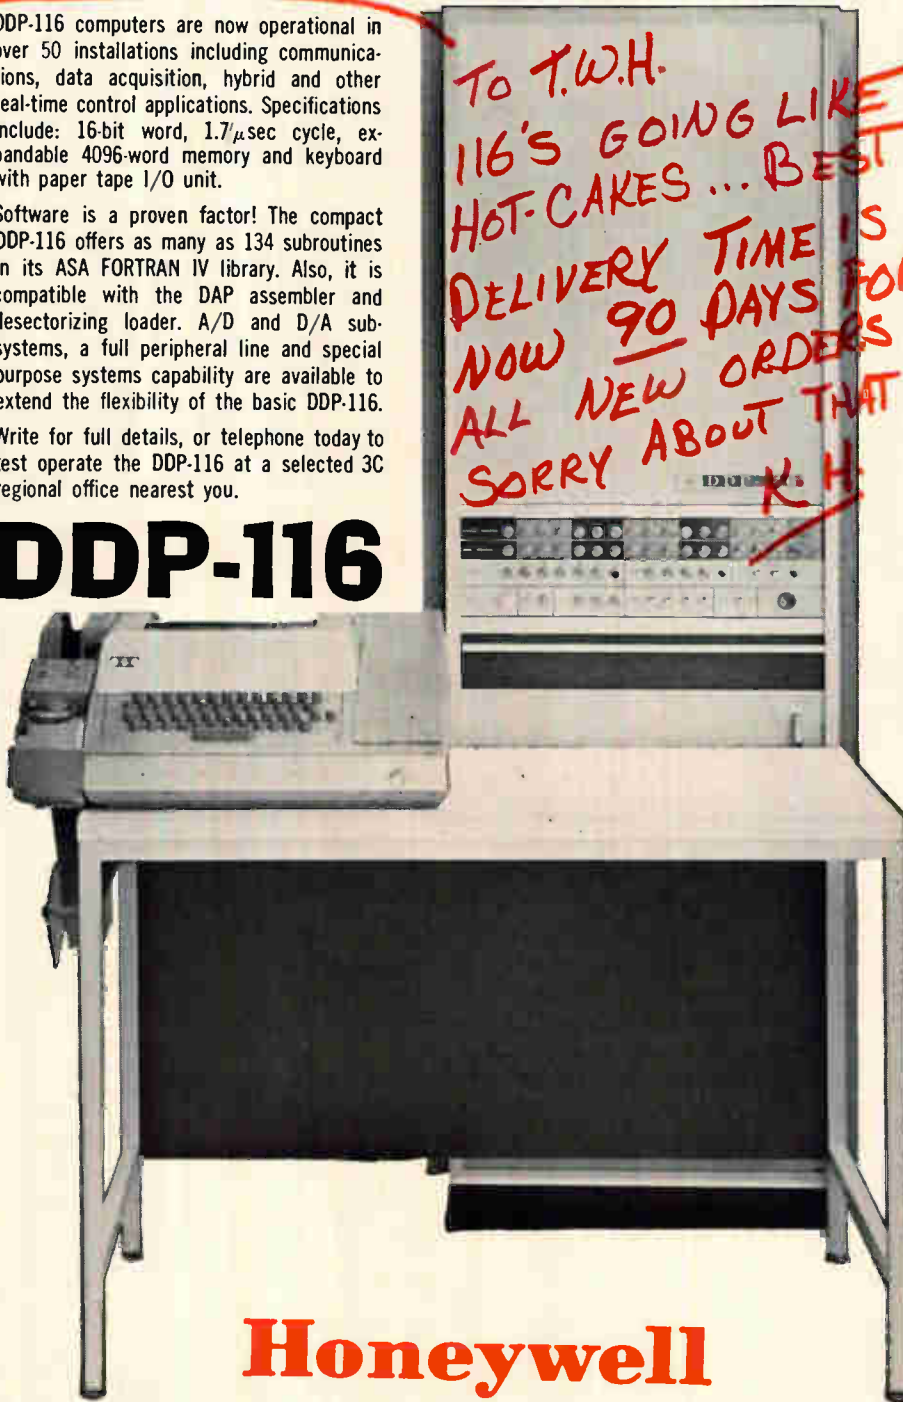 DDP-116 computers are now operational in
over 50 installations including communica-
tions, data acquisition, hybrid and other
real-time control applications. Specifications
include: 16-bit word, 1.7 μsec cycle, ex-
pandable 4096-word memory and keyboard
with paper tape I/O unit.
Software is a proven factor! The compact
DDP-116 offers as many as 134 subroutines
in its ASA FORTRAN IV library. Also, it is
compatible with the DAP assembler and
desectorizing loader. A/D and D/A sub-
systems, a full peripheral line and special
purpose systems capability are available to
extend the flexibility of the basic DDP-116.
Write for full details, or telephone today to
test operate the DDP-116 at a selected 3C
regional office nearest you.
DDP-116
To T.W.H.
116'S GOING LIKE
HOT-CAKES... BEST
DELIVERY TIME IS
NOW 90 DAYS FOR
ALL NEW ORDERS
SORRY ABOUT THAT
K.H.
Honeywell